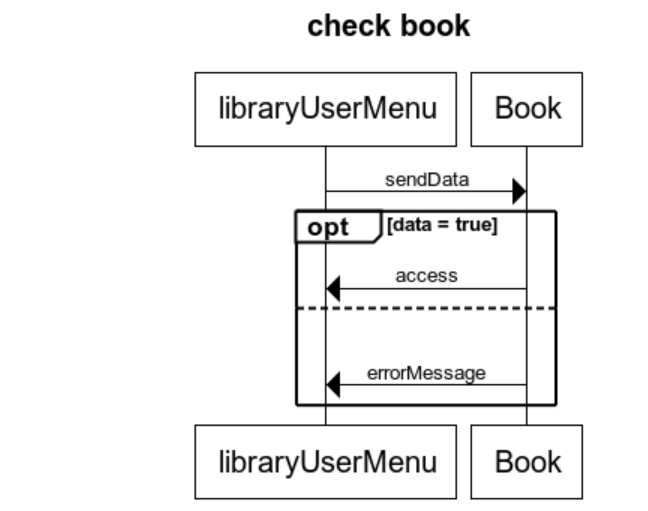 check book
libraryUserMenu Book
sendData
opt [data = true]
access
errorMessage
libraryUserMenu Book